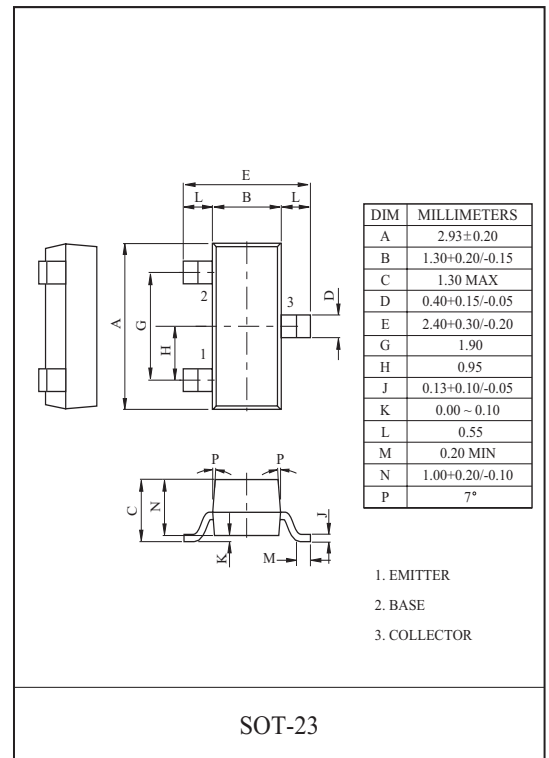 E
L B L
A
G
H
D
2
3
1
DIM MILLIMETERS
A 2.93±0.20
B 1.30+0.20/-0.15
C 1.30 MAX
D 0.40+0.15/-0.05
E 2.40+0.30/-0.20
G 1.90
H 0.95
J 0.13+0.10/-0.05
K 0.00 ~ 0.10
L 0.55
M 0.20 MIN
N 1.00+0.20/-0.10
P 7°
P P
C
N
K
M
J
1. EMITTER
2. BASE
3. COLLECTOR
SOT-23